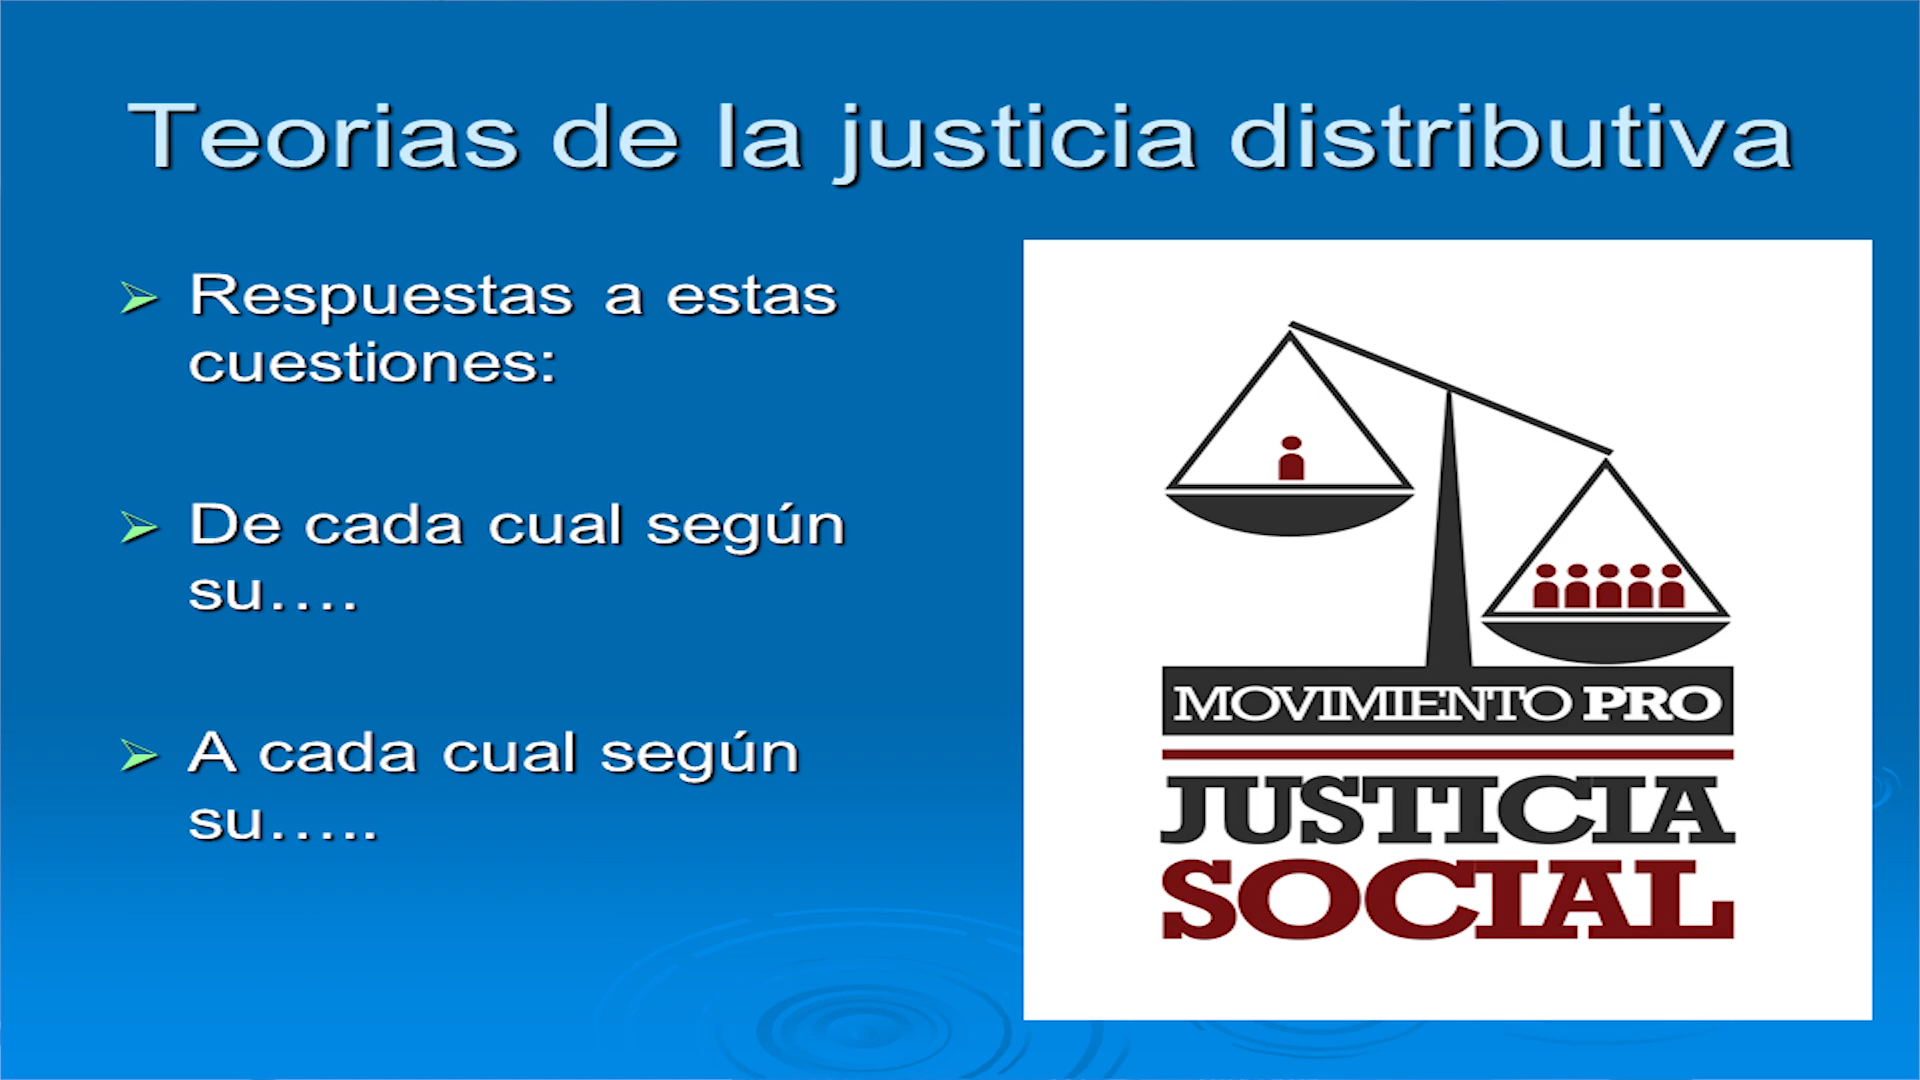 Teorias de la justicia distributiva
Respuestas a estas
cuestiones:
De cada cual según
su....
A cada cual según
su.....
MOVIMIENTO PRO
JUSTICIA
SOCIAL